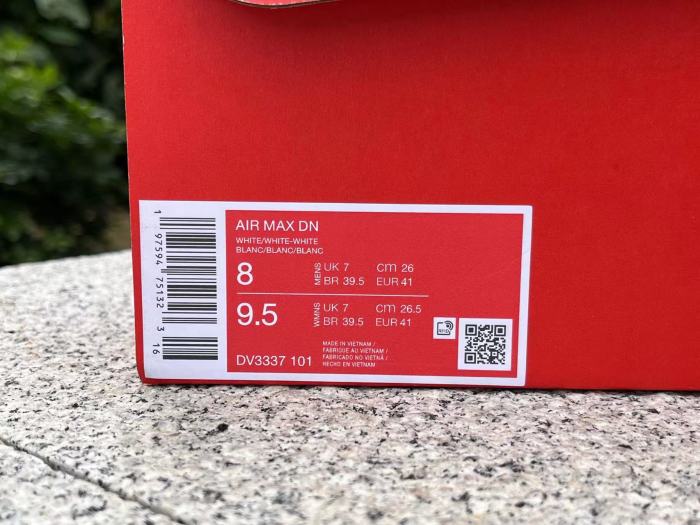 AIR MAX DN
WHITE/WHITE-WHITE
BLANC/BLANC/BLANC
8
MENS
UK 7 cm 26
BR 39.5 EUR 41
9.5
WMNS
UK 7 cm 26.5
BR 39.5 EUR 41
DV3337 101
MADE IN VIETNAM /
FABRIQUE AU VIETNAM /
FABRICADO NO VIETNÃ /
HECHO EN VIETNAM
1 97594 75132 3 16